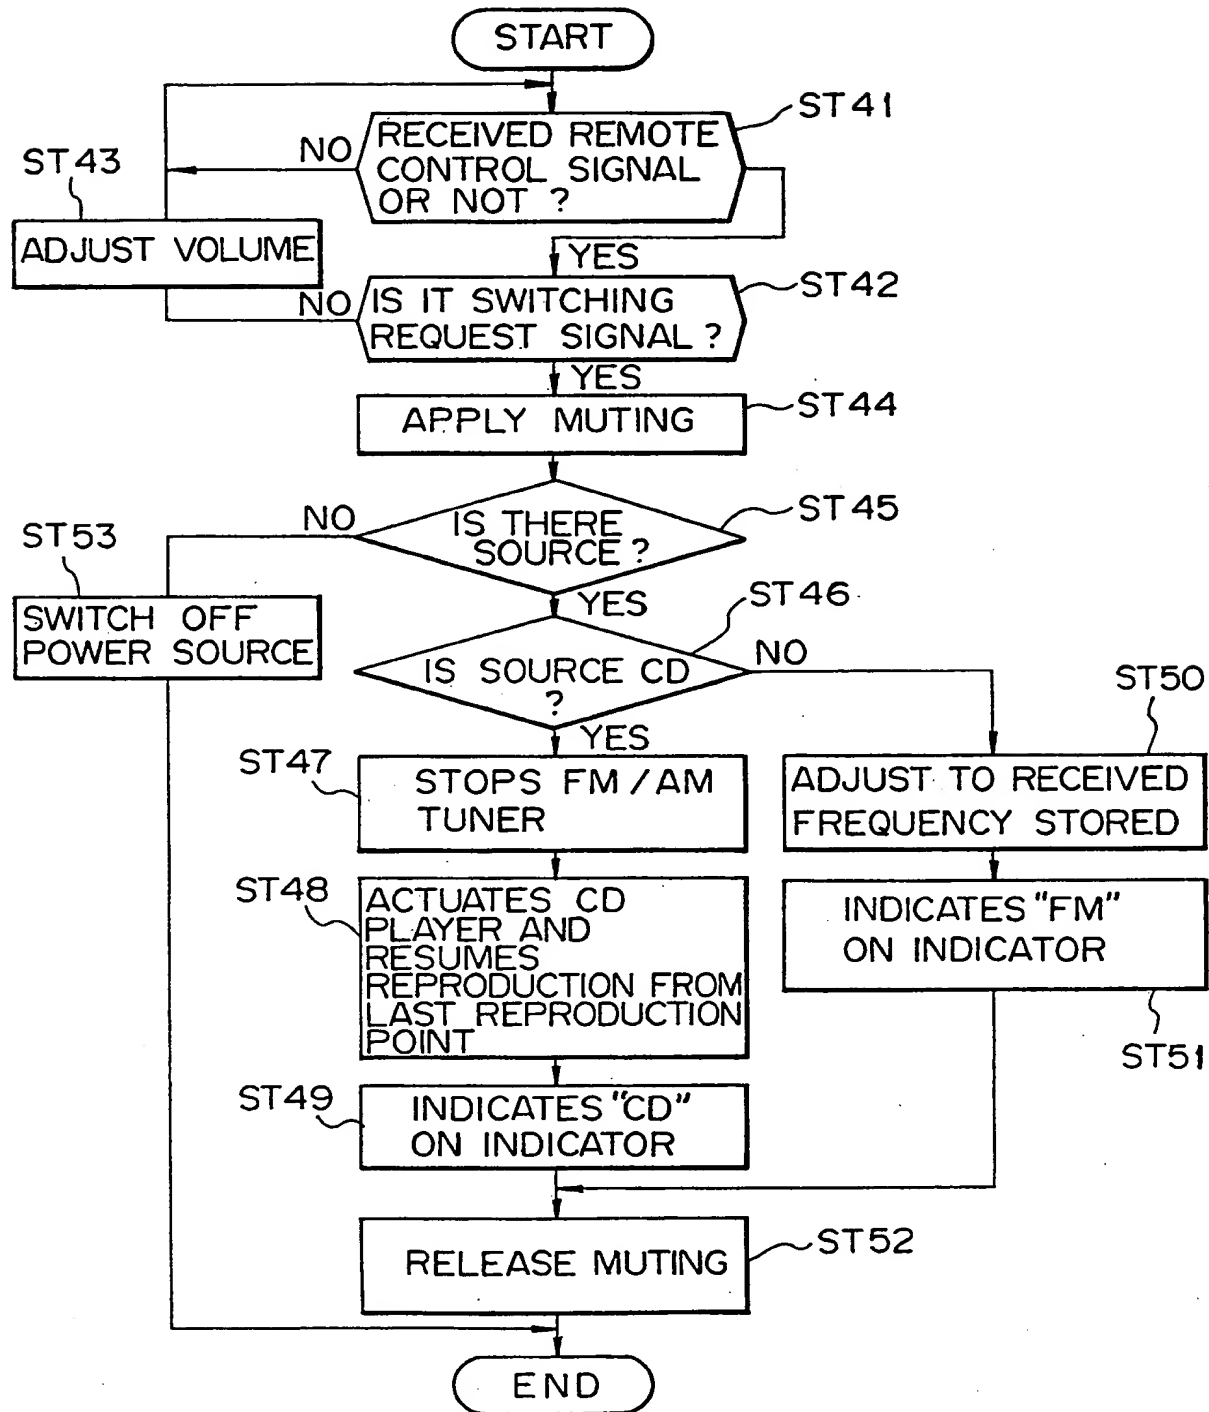 START
ST41
RECEIVED REMOTE
CONTROL SIGNAL
OR NOT ?
NO
ST43
ADJUST VOLUME
YES
ST42
IS IT SWITCHING
REQUEST SIGNAL ?
NO
YES
ST44
APPLY MUTING
ST45
IS THERE
SOURCE ?
NO
ST53
SWITCH OFF
POWER SOURCE
YES
ST46
IS SOURCE CD
?
NO
YES
ST47
STOPS FM / AM
TUNER
ST50
ADJUST TO RECEIVED
FREQUENCY STORED
ST48
ACTUATES CD
PLAYER AND
RESUMES
REPRODUCTION FROM
LAST REPRODUCTION
POINT
INDICATES "FM"
ON INDICATOR
ST51
ST49
INDICATES "CD"
ON INDICATOR
RELEASE MUTING
ST52
END